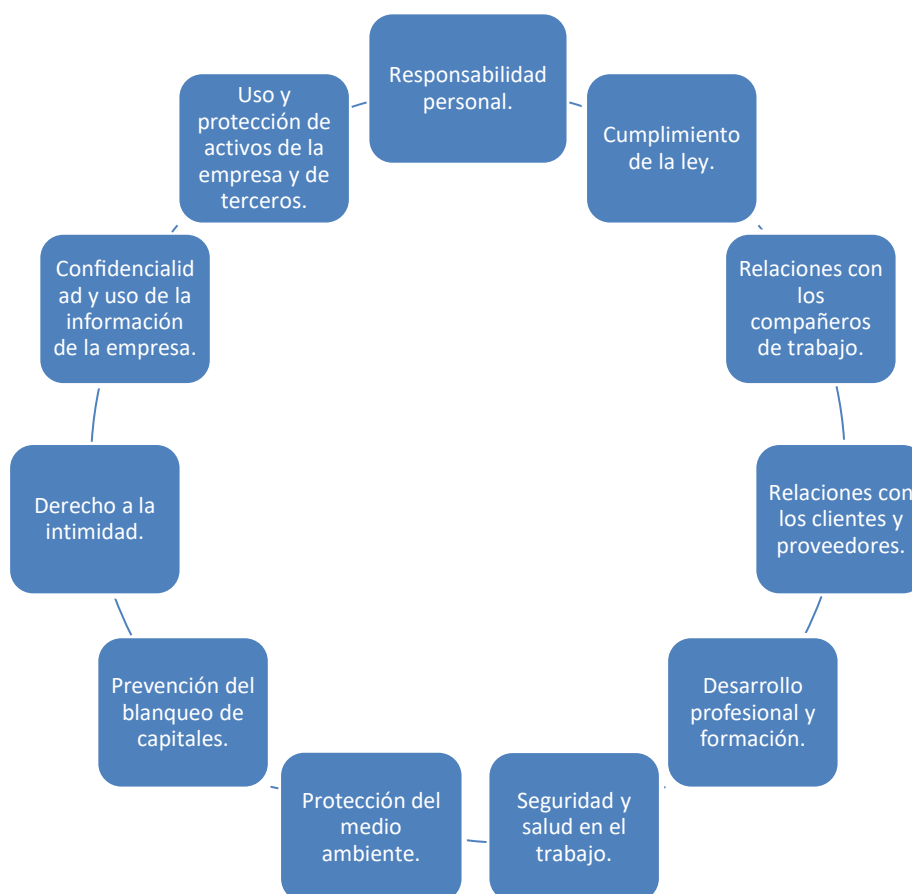 Responsabilidad
personal.
Cumplimiento
de la ley.
Relaciones con
los
compañeros
de trabajo.
Relaciones con
los clientes y
proveedores.
Desarrollo
profesional y
formación.
Seguridad y
salud en el
trabajo.
Protección del
medio
ambiente.
Prevención del
blanqueo de
capitales.
Derecho a la
intimidad.
Confidencialid
ad y uso de la
información
de la empresa.
Uso y
protección de
activos de la
empresa y de
terceros.